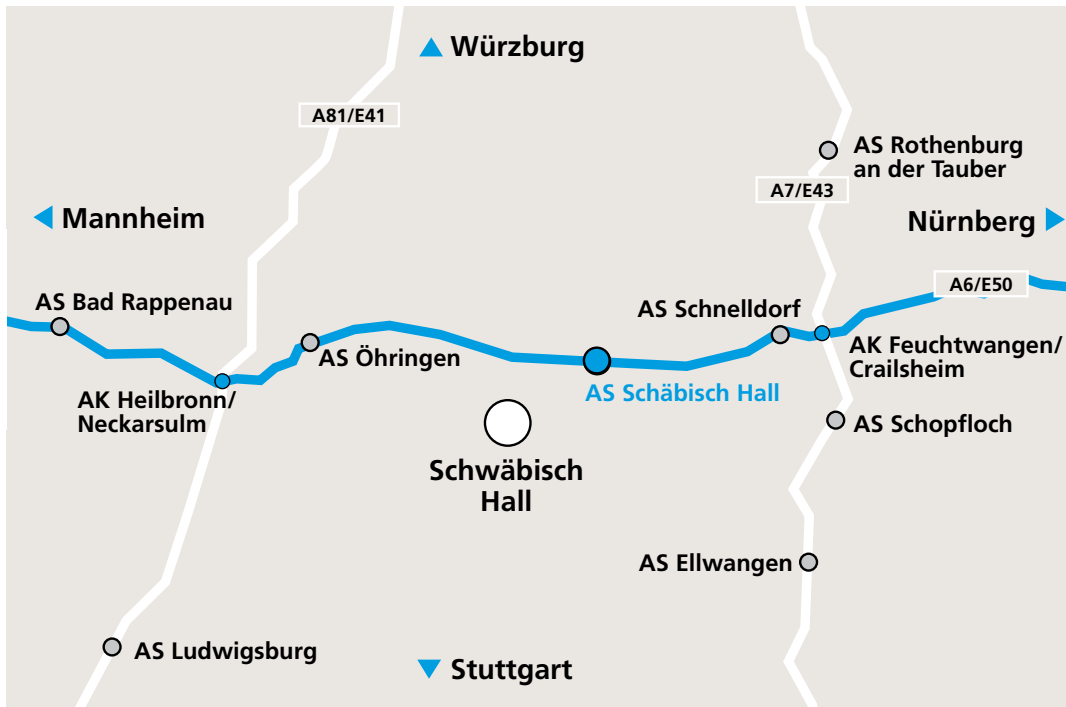 Würzburg
A81/E41
AS Rothenburg
an der Tauber
A7/E43
Mannheim
Nürnberg
A6/E50
AS Bad Rappenau
AS Schnelldorf
AS Öhringen
AK Feuchtwangen/
Crailsheim
AK Heilbronn/
Neckarsulm
AS Schäbisch Hall
AS Schopfloch
Schwäbisch
Hall
AS Ellwangen
AS Ludwigsburg
Stuttgart